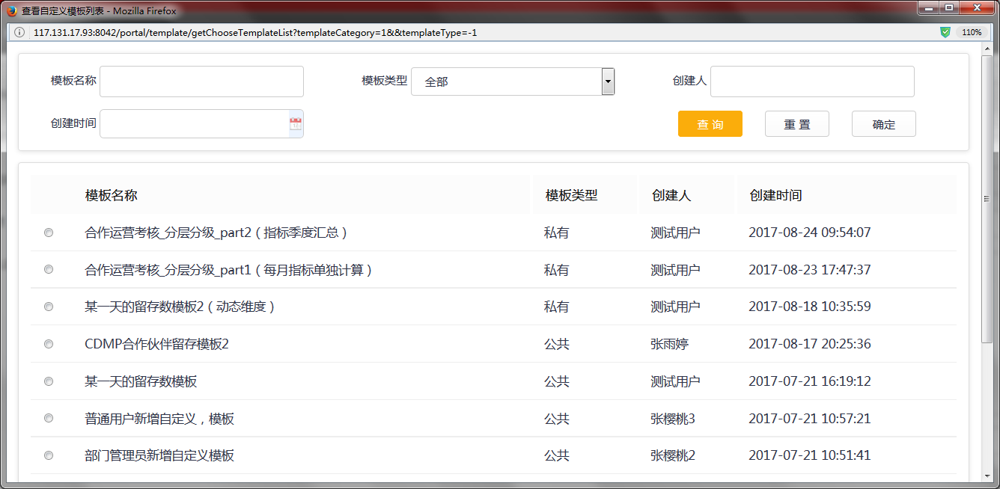 查看自定义模板列表 - Mozilla Firefox
117.131.17.93:8042/portal/template/getChooseTemplateList?templateCategory=1&&templateType=-1 110%
模板名称 模板类型 全部 创建人
创建时间 查 询 重 置 确定
模板名称 模板类型 创建人 创建时间
合作运营考核_分层分级_part2（指标季度汇总） 私有 测试用户 2017-08-24 09:54:07
合作运营考核_分层分级_part1（每月指标单独计算） 私有 测试用户 2017-08-23 17:47:37
某一天的留存数模板2（动态维度） 私有 测试用户 2017-08-18 10:35:59
CDMP合作伙伴留存模板2 公共 张雨婷 2017-08-17 20:25:36
某一天的留存数模板 公共 测试用户 2017-07-21 16:19:12
普通用户新增自定义，模板 公共 张樱桃3 2017-07-21 10:57:21
部门管理员新增自定义模板 公共 张樱桃2 2017-07-21 10:51:41